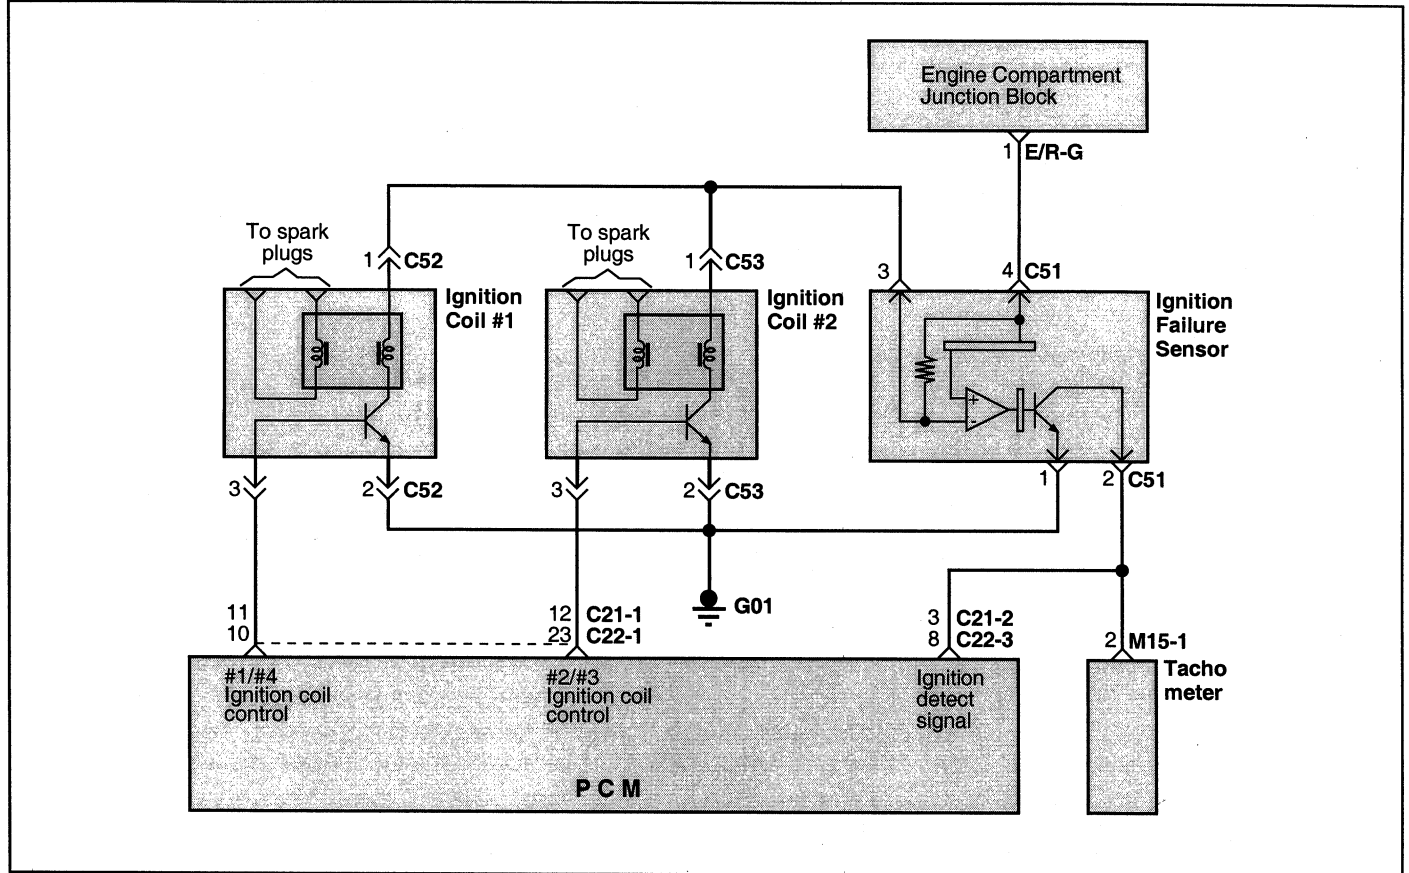 Engine Compartment
Junction Block
1 E/R-G
To spark
plugs
To spark
plugs
1 C52
1 C53
3
4 C51
Ignition
Coil #1
Ignition
Coil #2
Ignition
Failure
Sensor
+
-
3
2 C52
3
2 C53
1
2 C51
G01
11
10
12 C21-1
23 C22-1
3 C21-2
8 C22-3
2 M15-1
Tacho
meter
#1/#4
Ignition coil
control
#2/#3
Ignition coil
control
Ignition
detect
signal
P C M